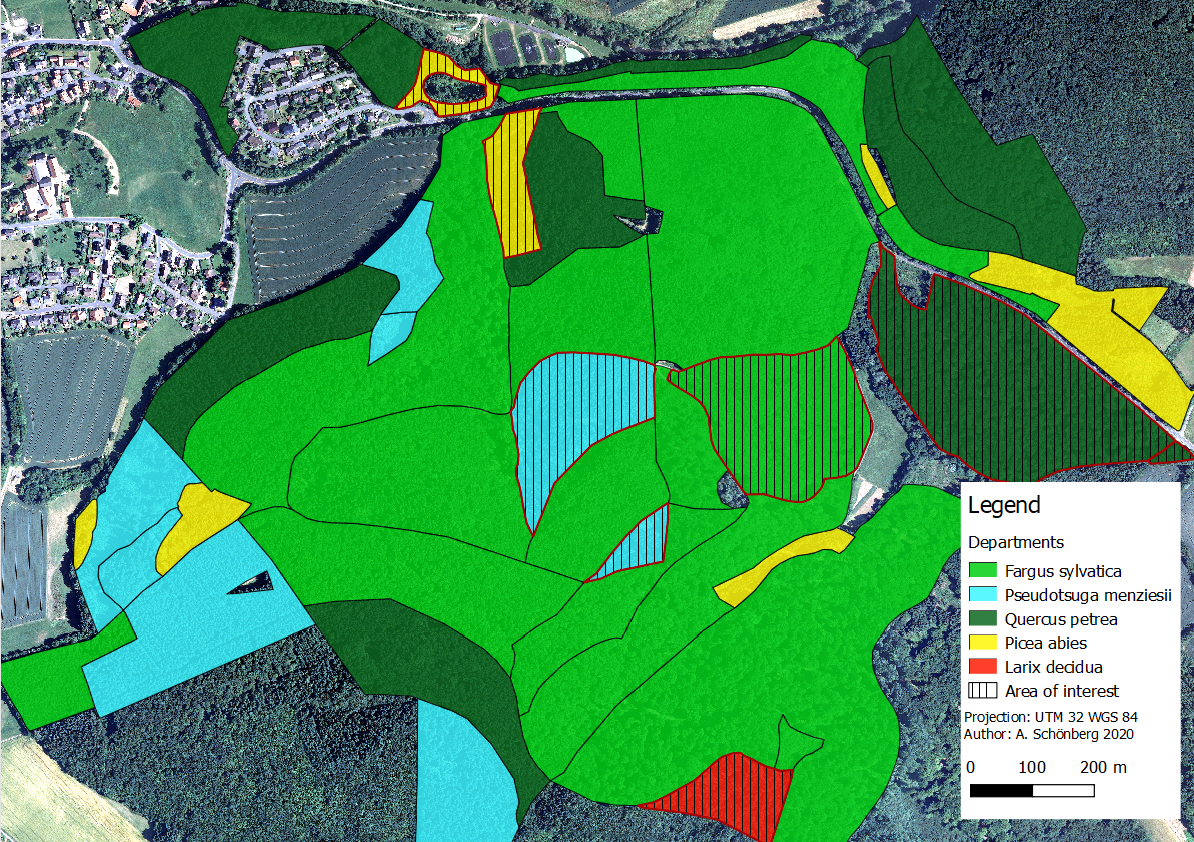 Legend
Departments
Fargus sylvatica
Pseudotsuga menziesii
Quercus petrea
Picea abies
Larix decidua
Area of interest
Projection: UTM 32 WGS 84
Author: A. Schönberg 2020
0 100 200 m